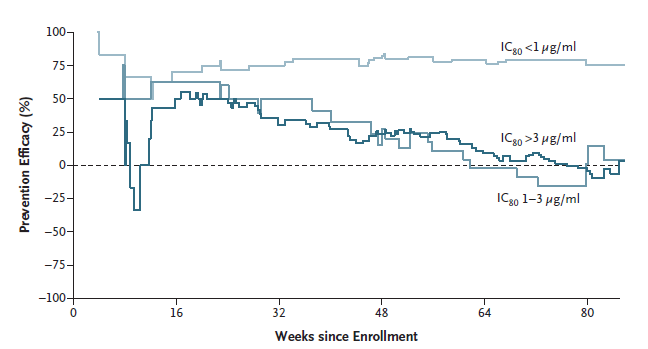 Prevention Efficacy (%)
100
75
50
25
0
−25
−50
−75
−100
IC80 <1 μg/ml
IC80 >3 μg/ml
IC80 1–3 μg/ml
0 16 32 48 64 80
Weeks since Enrollment